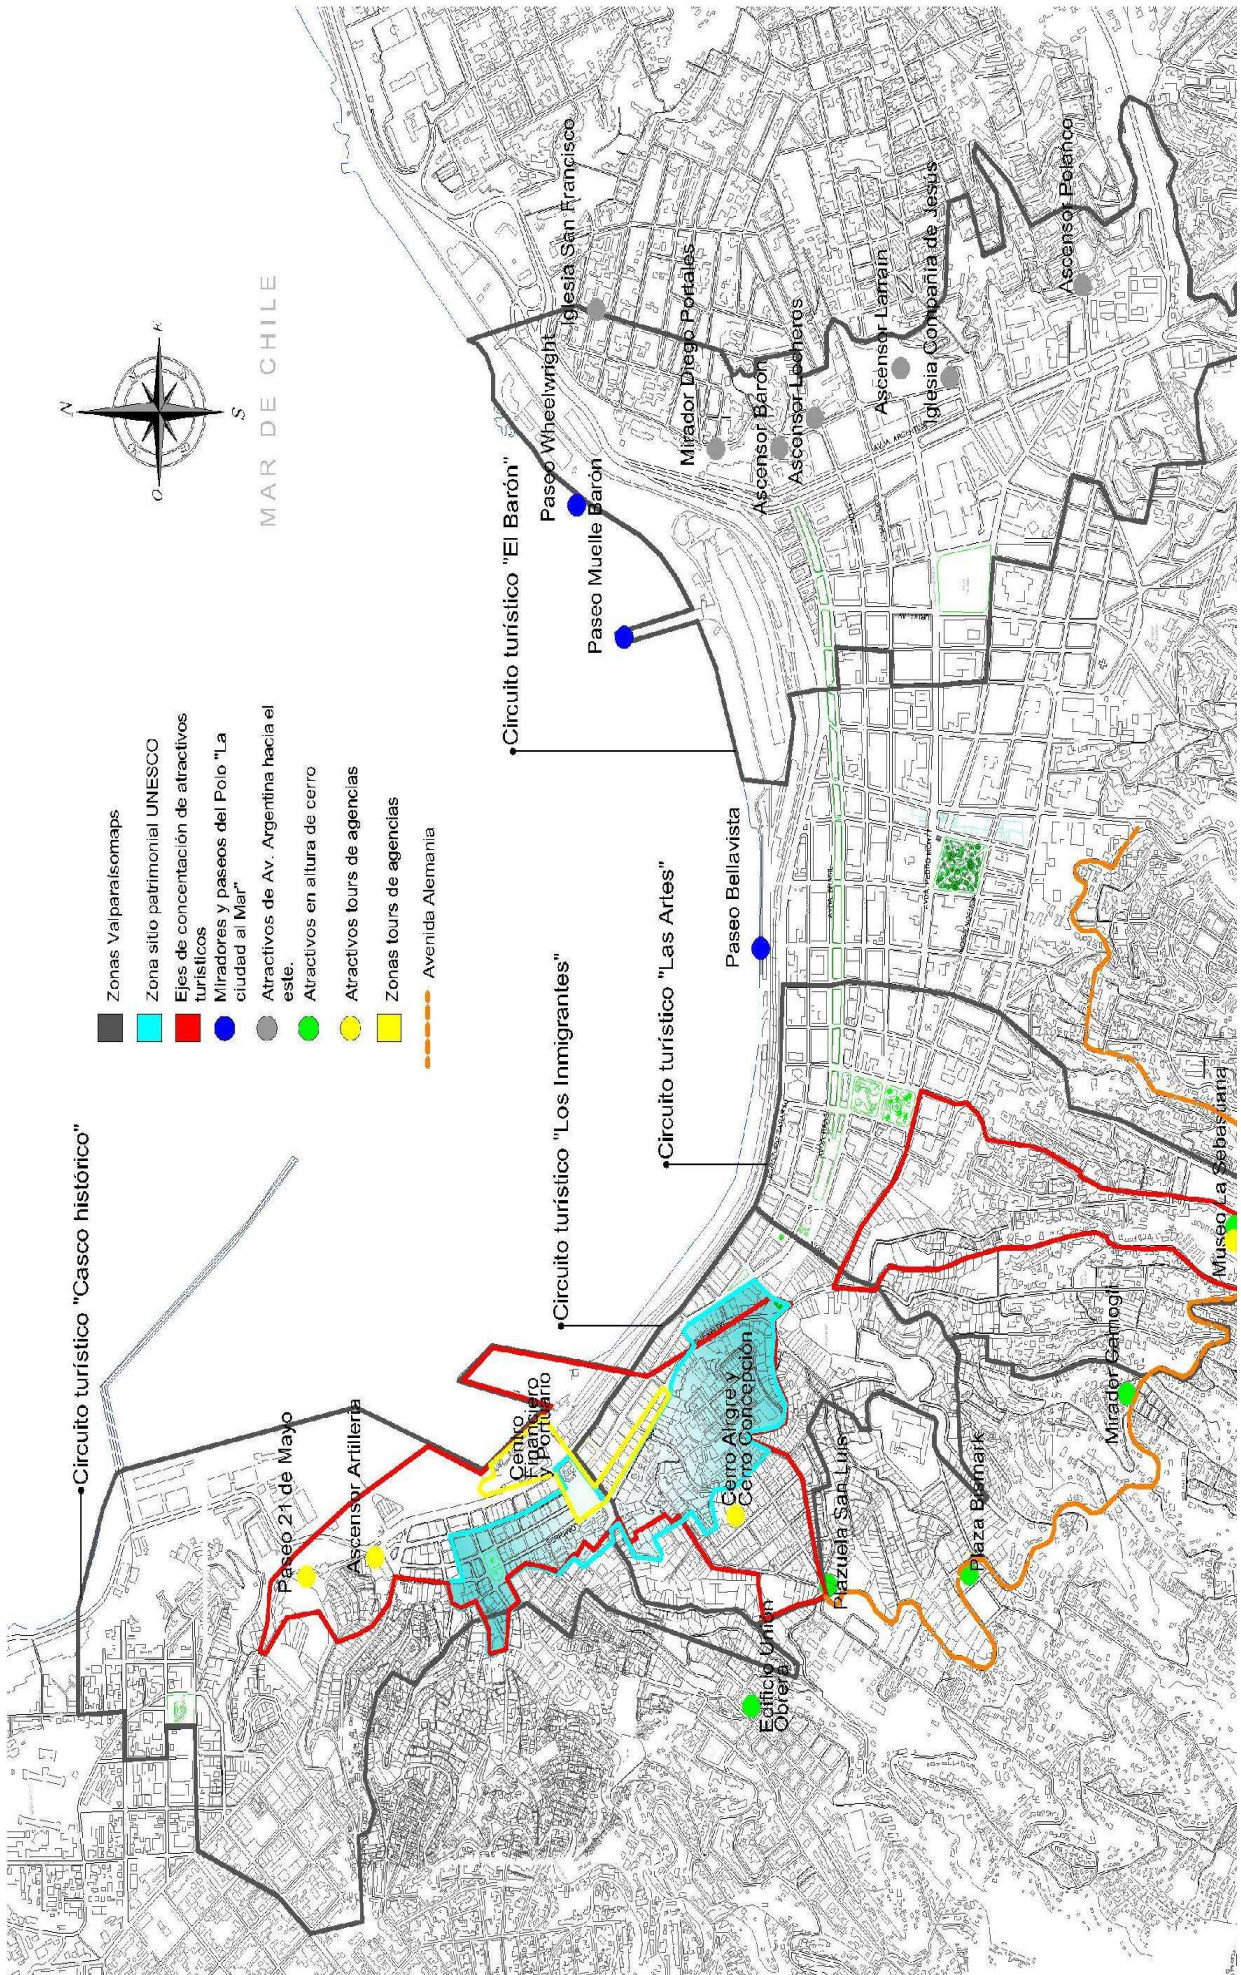 N
O
S
MAR DE CHILE
Zonas Valparaísomaps
Zona sitio patrimonial UNESCO
Ejes de concentación de atractivos
turísticos
Miradores y paseos del Polo "La
ciudad al Mar"
Atractivos de Av. Argentina hacia el
este.
Atractivos en altura de cerro
Atractivos tours de agencias
Zonas tours de agencias
Avenida Alemania
Circuito turístico "Casco histórico"
Circuito turístico "Los Inmigrantes"
Circuito turístico "Las Artes"
Circuito turístico "El Barón"
Paseo 21 de Mayo
Ascensor Artillería
Centro
Financiero
y Portuario
Cerro Alegre y
Cerro Concepción
Edificio Unión
Obrera
Plazuela San Luis
Plaza Bismark
Mirador Camogli
Museo La Sebastiana
Paseo Bellavista
Paseo Muelle Barón
Paseo Wheelwright
Iglesia San Francisco
Mirador Diego Portales
Ascensor Barón
Ascensor Lecheros
Ascensor Larraín
Iglesia Compañía de Jesús
Ascensor Polanco